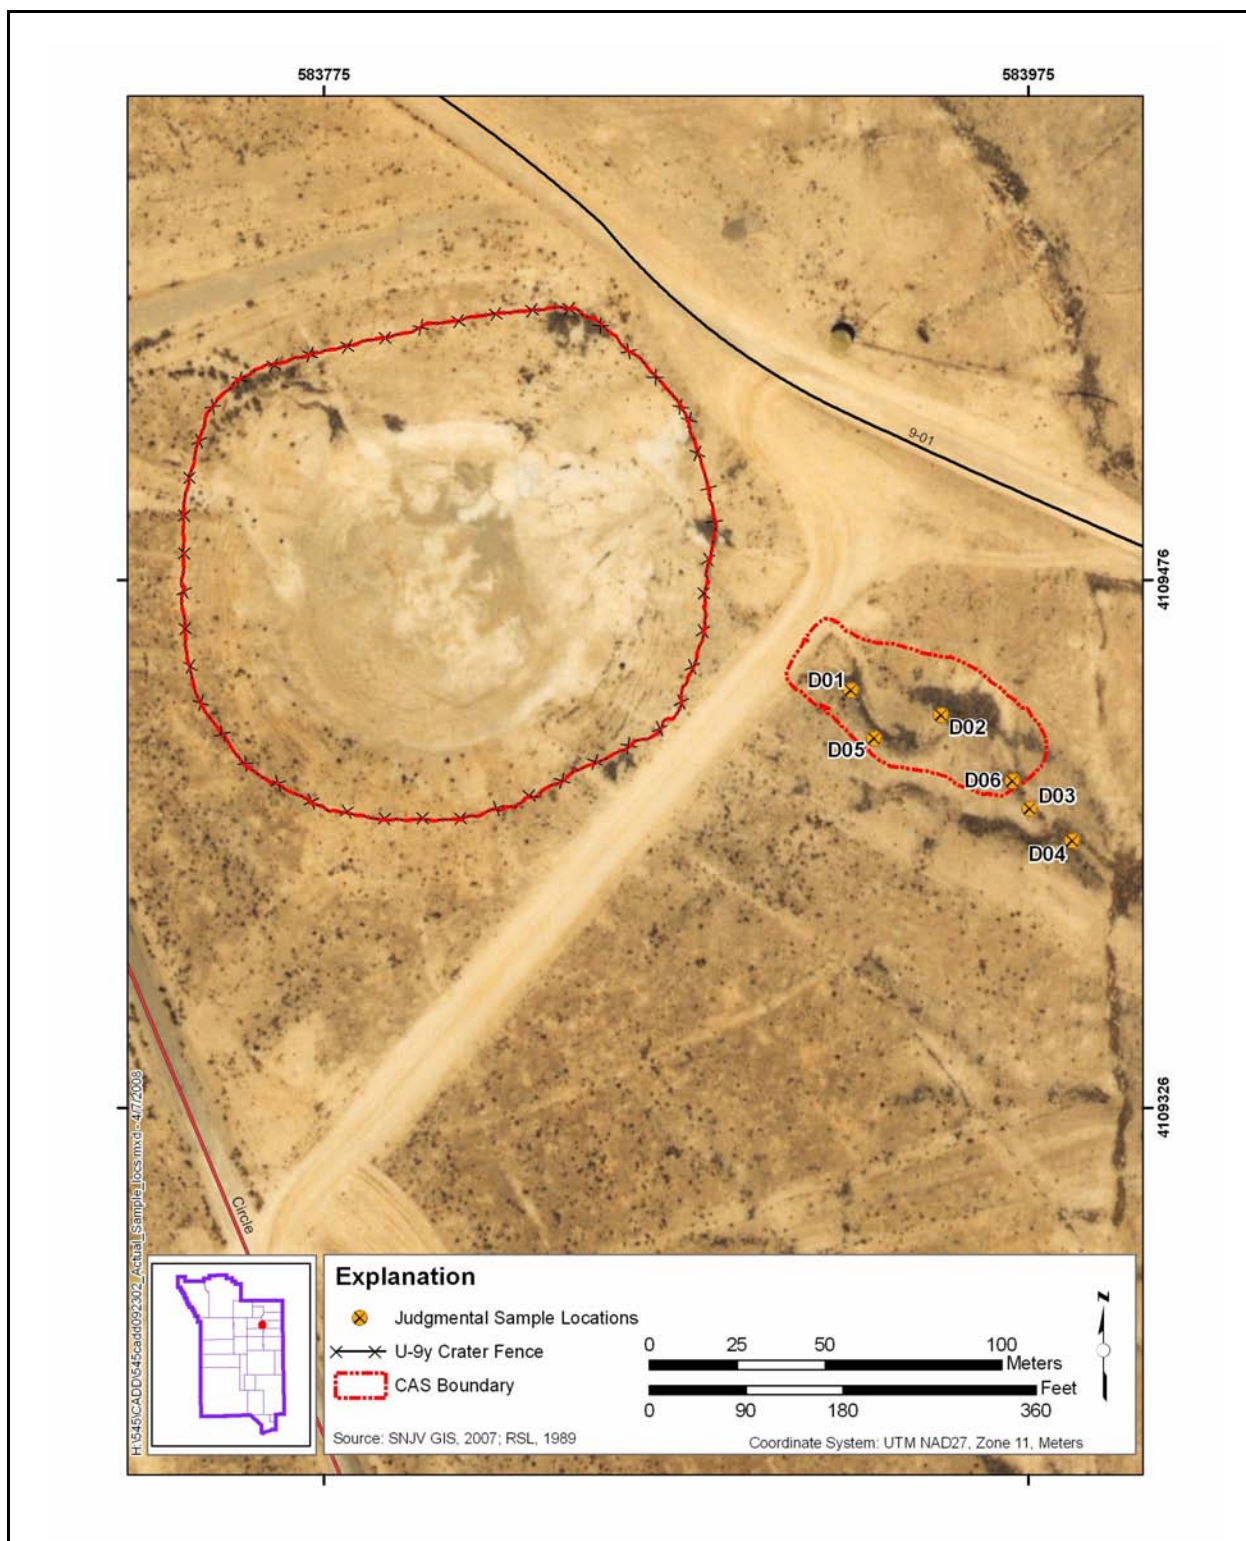 583775 583975
9-01
4109476
D01
D02
D05
D06
D03
D04
4109326
Circle
H:\545\CADD\545cadd092302_Actual_Sample_locs.mxd - 4/7/2008
Explanation
Judgmental Sample Locations
U-9y Crater Fence
CAS Boundary
N
0 25 50 100
Meters
Feet
0 90 180 360
Source: SNJV GIS, 2007; RSL, 1989
Coordinate System: UTM NAD27, Zone 11, Meters